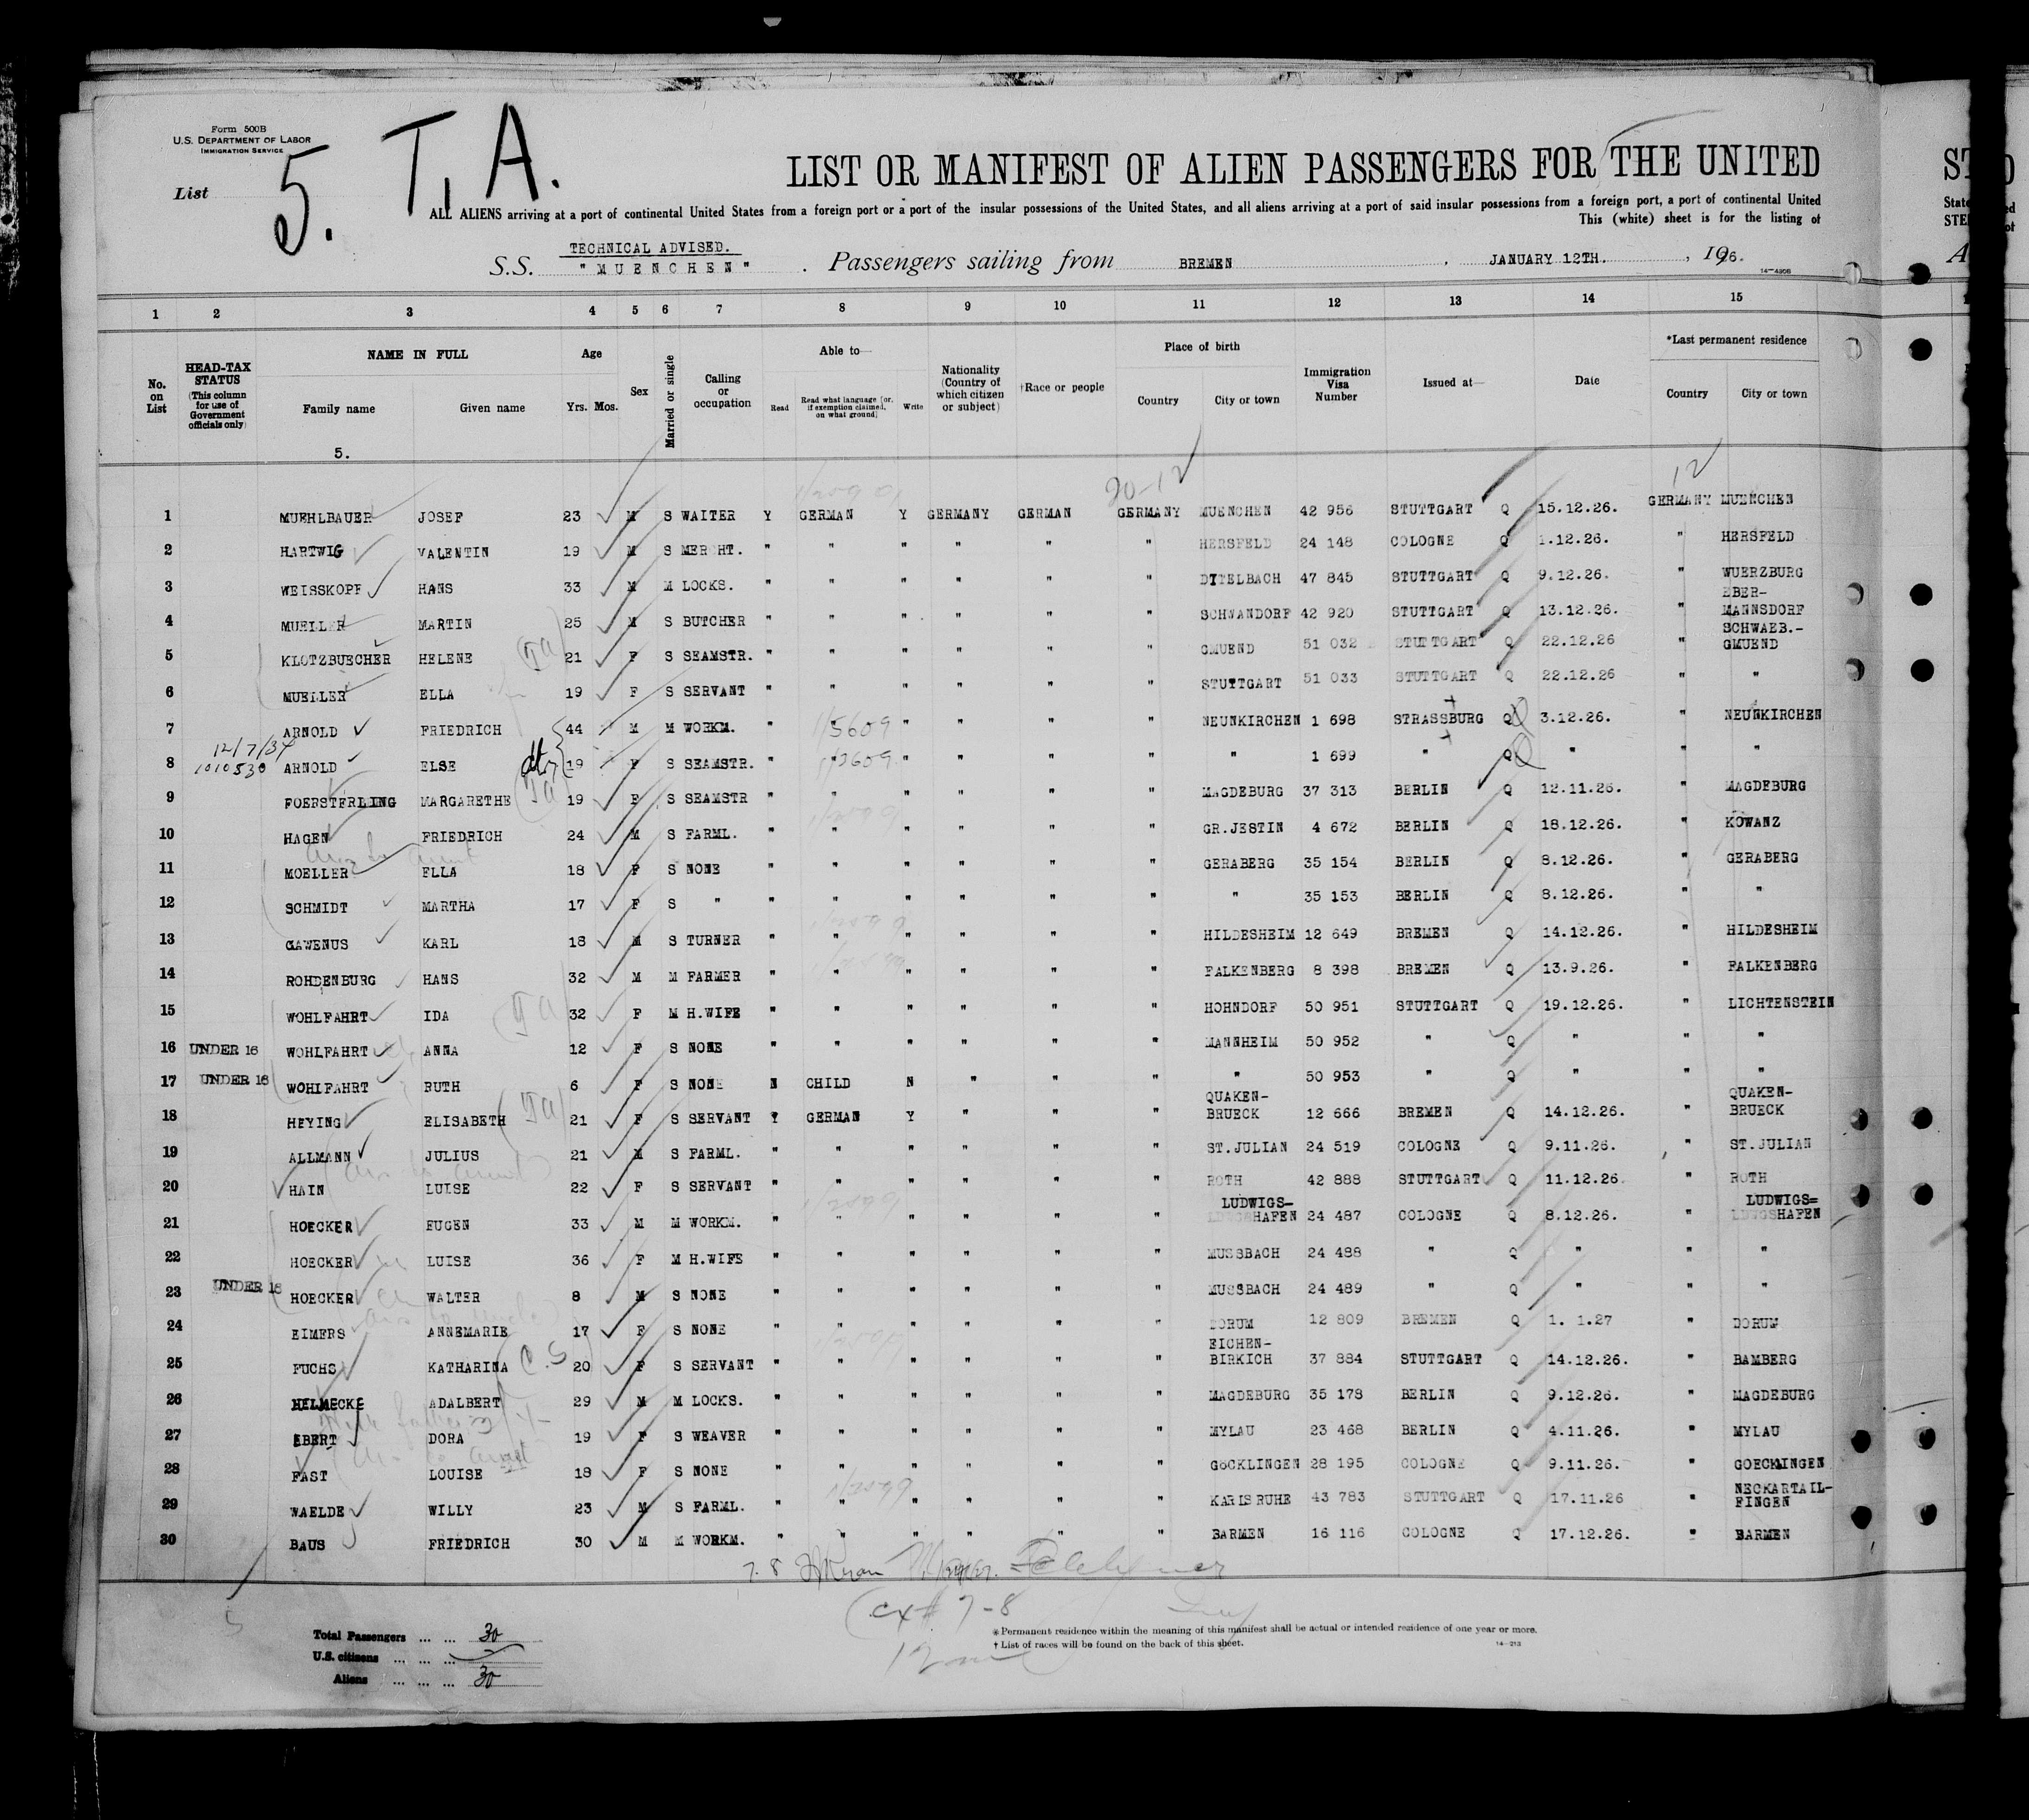 Form 500B
U.S. DEPARTMENT OF LABOR
IMMIGRATION SERVICE
List 5. T.A.
LIST OR MANIFEST OF ALIEN PASSENGERS FOR THE UNITED
ALL ALIENS arriving at a port of continental United States from a foreign port or a port of the insular possessions of the United States, and all aliens arriving at a port of said insular possessions from a foreign port, a port of continental United
This (white) sheet is for the listing of
TECHNICAL ADVISED.
S.S. "MUENCHEN" . Passengers sailing from BREMEN , JANUARY 12TH. , 1926.
14-4306
1 2 3 4 5 6 7 8 9 10 11 12 13 14 15
No. on List HEAD-TAX STATUS (This column for use of Government officials only) NAME IN FULL Family name Given name Age Yrs. Mos. Sex Married or single Calling or occupation Able to— Read Read what language [or, if exemption claimed, on what ground] Write Nationality (Country of which citizen or subject) †Race or people Place of birth Country City or town Immigration Visa Number Issued at— Date *Last permanent residence Country City or town
5.
20-12 12
1 MUEHLBAUER JOSEF 23 M S WAITER Y GERMAN Y GERMANY GERMAN GERMANY MUENCHEN 42 956 STUTTGART Q 15.12.26. GERMANY MUENCHEN
2 HARTWIG VALENTIN 19 M S MERCHT. " " " " " " HERSFELD 24 148 COLOGNE Q 1.12.26. " HERSFELD
3 WEISSKOPF HANS 33 M M LOCKS. " " " " " " DTTELBACH 47 845 STUTTGART Q 9.12.26. " WUERZBURG
4 MUELLER MARTIN 25 M S BUTCHER " " " " " " SCHWANDORF 42 920 STUTTGART Q 13.12.26. " EBER-MANNSDORF
5 KLOTZBUECHER HELENE 21 F S SEAMSTR. " " " " " " GMUEND 51 032 STUTTGART Q 22.12.26 " SCHWAEB.-GMUEND
6 MUELLER ELLA 19 F S SERVANT " " " " " " STUTTGART 51 033 STUTTGART Q 22.12.26 " "
7 ARNOLD FRIEDRICH 44 M M WORKM. " " " " " " NEUNKIRCHEN 1 698 STRASSBURG Q 3.12.26. " NEUNKIRCHEN
12/7/34
1010530
8 ARNOLD ELSE 19 F S SEAMSTR. " " " " " " " 1 699 " Q " " "
9 FOERSTERLING MARGARETHE 19 F S SEAMSTR " " " " " " MAGDEBURG 37 313 BERLIN Q 12.11.26. " MAGDEBURG
10 HAGEN FRIEDRICH 24 M S FARML. " " " " " " GR.JESTIN 4 672 BERLIN Q 18.12.26. " KOWANZ
11 MOELLER ELLA 18 F S NONE " " " " " " GERABERG 35 154 BERLIN Q 8.12.26. " GERABERG
12 SCHMIDT MARTHA 17 F S " " " " " " " " 35 153 BERLIN Q 8.12.26. " "
13 GAWENUS KARL 18 M S TURNER " " " " " " HILDESHEIM 12 649 BREMEN Q 14.12.26. " HILDESHEIM
14 ROHDENBURG HANS 32 M M FARMER " " " " " " FALKENBERG 8 398 BREMEN Q 13.9.26. " FALKENBERG
15 WOHLFAHRT IDA 32 F M H.WIFE " " " " " " HOHNDORF 50 951 STUTTGART Q 19.12.26. " LICHTENSTEIN
16 UNDER 16 WOHLFAHRT ANNA 12 F S NONE " " " " " " MANNHEIM 50 952 " Q " " "
17 UNDER 16 WOHLFAHRT RUTH 6 F S NONE N CHILD N " " " " 50 953 " Q " " "
18 HEYING ELISABETH 21 F S SERVANT Y GERMAN Y " " " QUAKEN-BRUECK 12 666 BREMEN Q 14.12.26. " QUAKEN-BRUECK
19 ALLMANN JULIUS 21 M S FARML. " " " " " " ST.JULIAN 24 519 COLOGNE Q 9.11.26. " ST.JULIAN
20 HAIN LUISE 22 F S SERVANT " " " " " " ROTH 42 888 STUTTGART Q 11.12.26. " ROTH
21 HOECKER EUGEN 33 M M WORKM. " " " " " " LUDWIGS-HAFEN 24 487 COLOGNE Q 8.12.26. " LUDWIGS=HAFEN
22 HOECKER LUISE 36 F M H.WIFE " " " " " " MUSSBACH 24 488 " Q " " "
23 UNDER 16 HOECKER WALTER 8 M S NONE " " " " " " MUSSBACH 24 489 " Q " " "
24 EIMERS ANNEMARIE 17 F S NONE " " " " " " DORUM 12 809 BREMEN Q 1. 1.27 " DORUM
25 FUCHS KATHARINA 20 F S SERVANT " " " " " " EICHEN-BIRKICH 37 884 STUTTGART Q 14.12.26. " BAMBERG
26 HELMECKE ADALBERT 29 M M LOCKS. " " " " " " MAGDEBURG 35 178 BERLIN Q 9.12.26. " MAGDEBURG
27 EBERT DORA 19 F S WEAVER " " " " " " MYLAU 23 468 BERLIN Q 4.11.26. " MYLAU
28 FAST LOUISE 18 F S NONE " " " " " " GÖCKLINGEN 28 195 COLOGNE Q 9.11.26. " GOECKLINGEN
29 WAELDE WILLY 23 M S FARML. " " " " " " KARLSRUHE 43 783 STUTTGART Q 17.11.26 " NECKARTAIL-FINGEN
30 BAUS FRIEDRICH 30 M M WORKM. " " " " " " BARMEN 16 116 COLOGNE Q 17.12.26. " BARMEN
7-8
Total Passengers ... ... 30
U.S. citizens ... ... ...
Aliens ... ... ... 30
*Permanent residence within the meaning of this manifest shall be actual or intended residence of one year or more.
† List of races will be found on the back of this sheet.
14-213